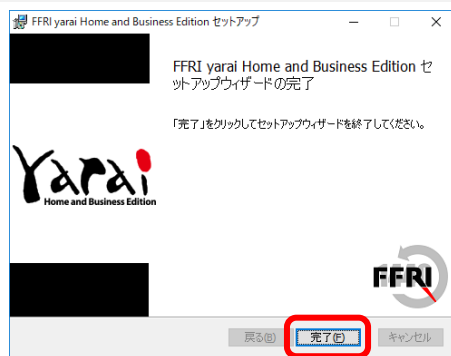 FFRI yarai Home and Business Edition セットアップ
FFRI yarai Home and Business Edition セ
ットアップウィザードの完了
「完了」をクリックしてセットアップウィザードを終了してください。
Yarai
Home and Business Edition
FFRI
戻る(B)
完了(F)
キャンセル